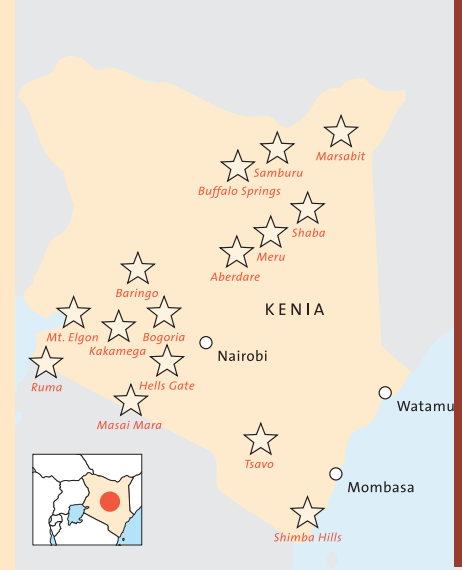 Marsabit
Samburu
Buffalo Springs
Shaba
Meru
Aberdare
Baringo
KENIA
Mt. Elgon
Bogoria
Kakamega
Nairobi
Ruma
Hells Gate
Watamu
Masai Mara
Tsavo
Mombasa
Shimba Hills